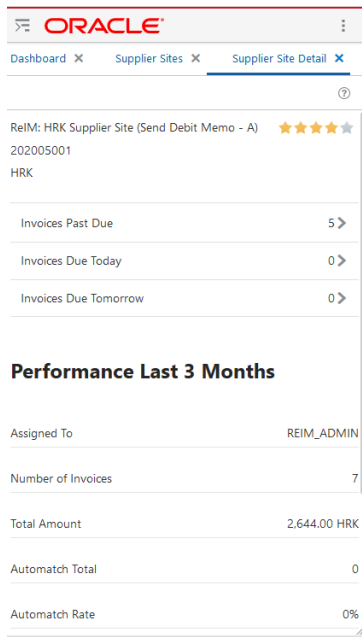 ORACLE
Dashboard Supplier Sites Supplier Site Detail
ReIM: HRK Supplier Site (Send Debit Memo - A)
202005001
HRK
Invoices Past Due 5
Invoices Due Today 0
Invoices Due Tomorrow 0
Performance Last 3 Months
Assigned To REIM_ADMIN
Number of Invoices 7
Total Amount 2,644.00 HRK
Automatch Total 0
Automatch Rate 0%